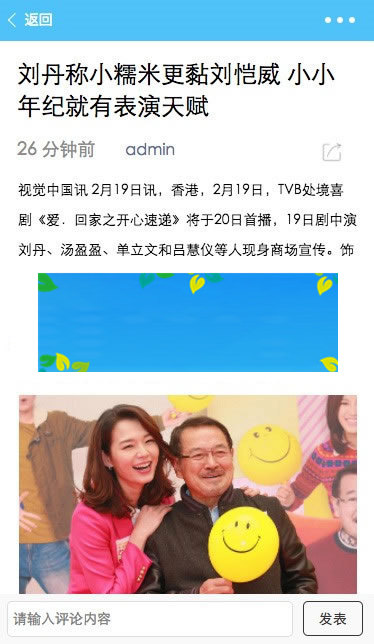 返回
刘丹称小糯米更黏刘恺威 小小
年纪就有表演天赋
26 分钟前 admin
视觉中国讯 2月19日讯，香港，2月19日，TVB处境喜
剧《爱．回家之开心速递》将于20日首播，19日剧中演
刘丹、汤盈盈、单立文和吕慧仪等人现身商场宣传。饰
请输入评论内容
发表